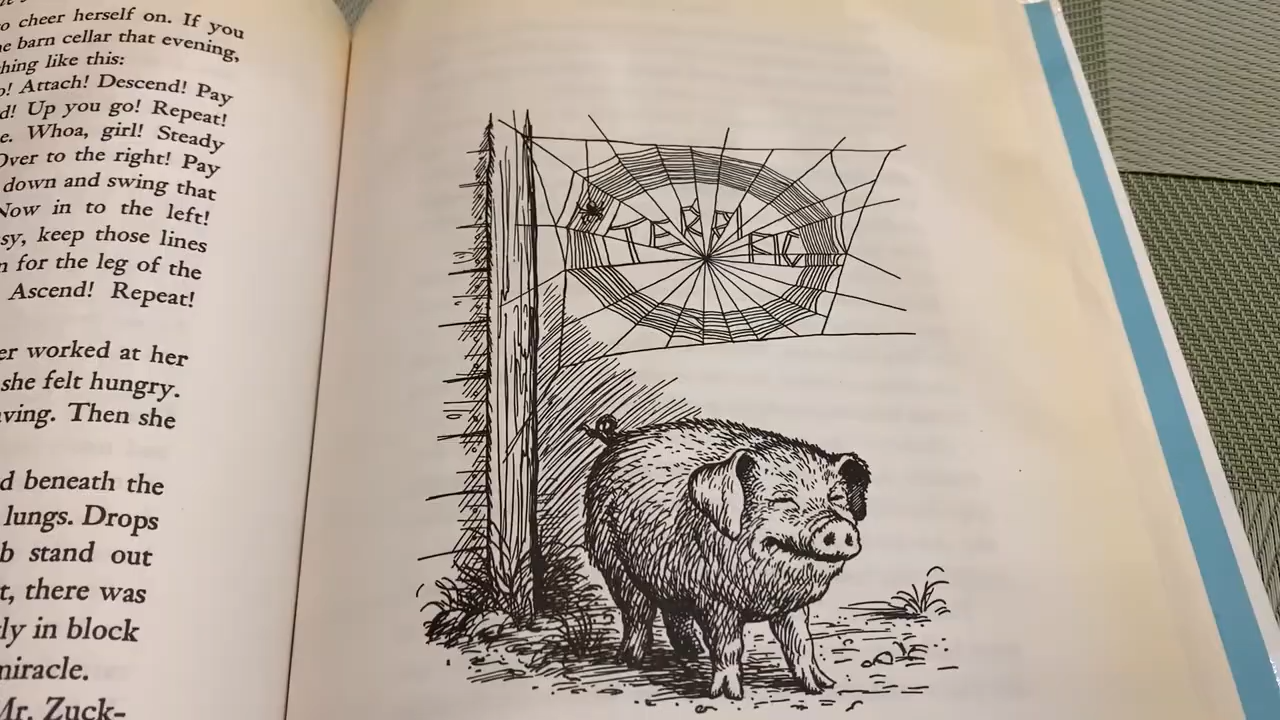 o cheer herself on. If you
e barn cellar that evening,
hing like this:
o! Attach! Descend! Pay
d! Up you go! Repeat!
e. Whoa, girl! Steady
Over to the right! Pay
down and swing that
Now in to the left!
sy, keep those lines
n for the leg of the
Ascend! Repeat!
er worked at her
she felt hungry.
aving. Then she
d beneath the
lungs. Drops
b stand out
t, there was
ly in block
miracle.
Mr. Zuck-
TERRIFIC